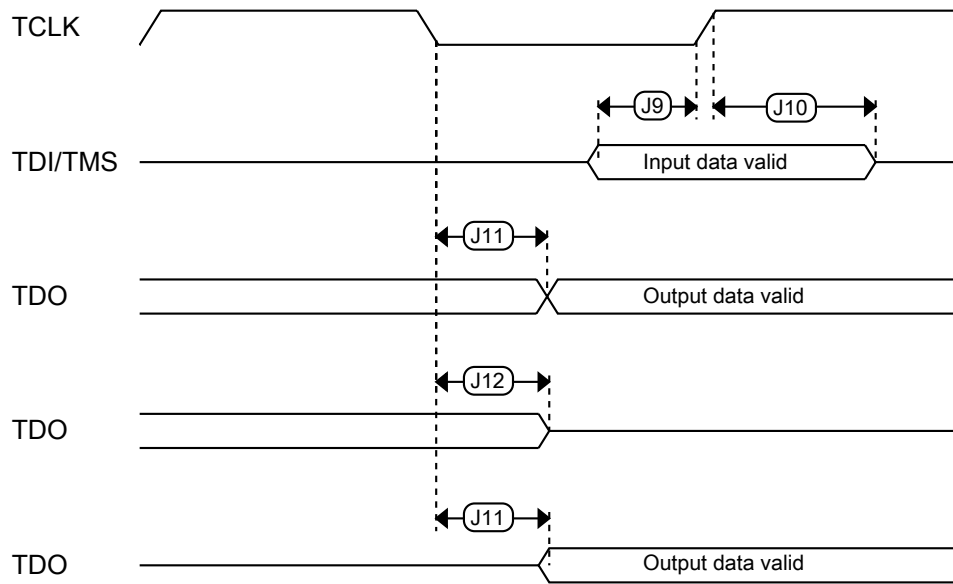 TCLK
J9
J10
TDI/TMS
Input data valid
J11
TDO
Output data valid
J12
TDO
J11
TDO
Output data valid